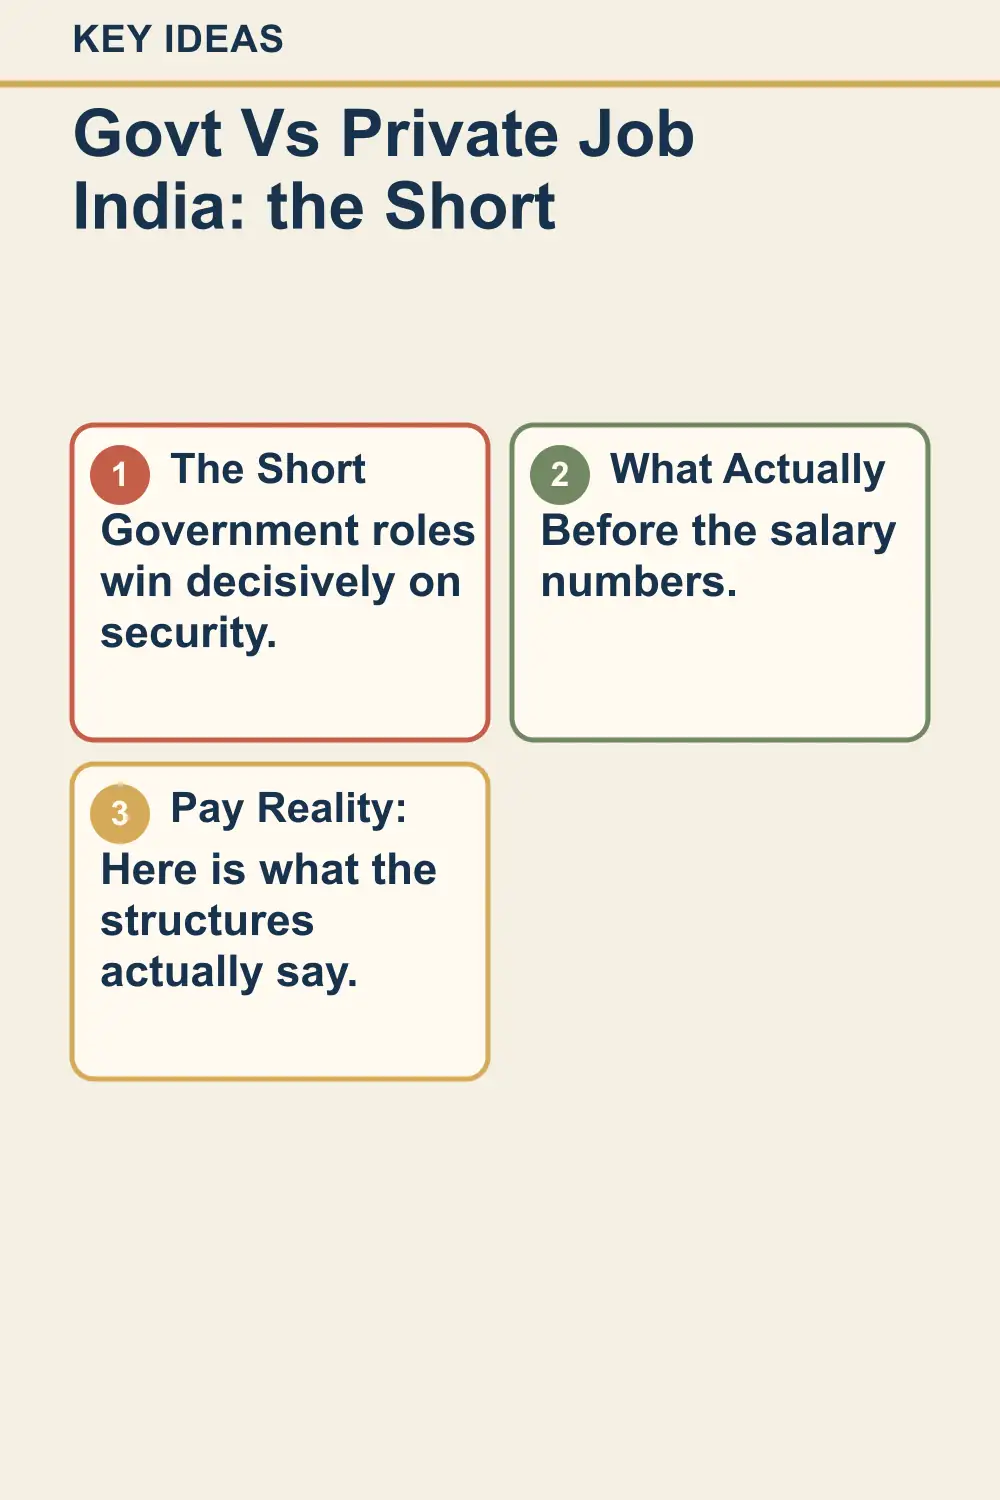 KEY IDEAS
Govt Vs Private Job
India: the Short
1 The Short
Government roles
win decisively on
security.
2 What Actually
Before the salary
numbers.
3 Pay Reality:
Here is what the
structures
actually say.